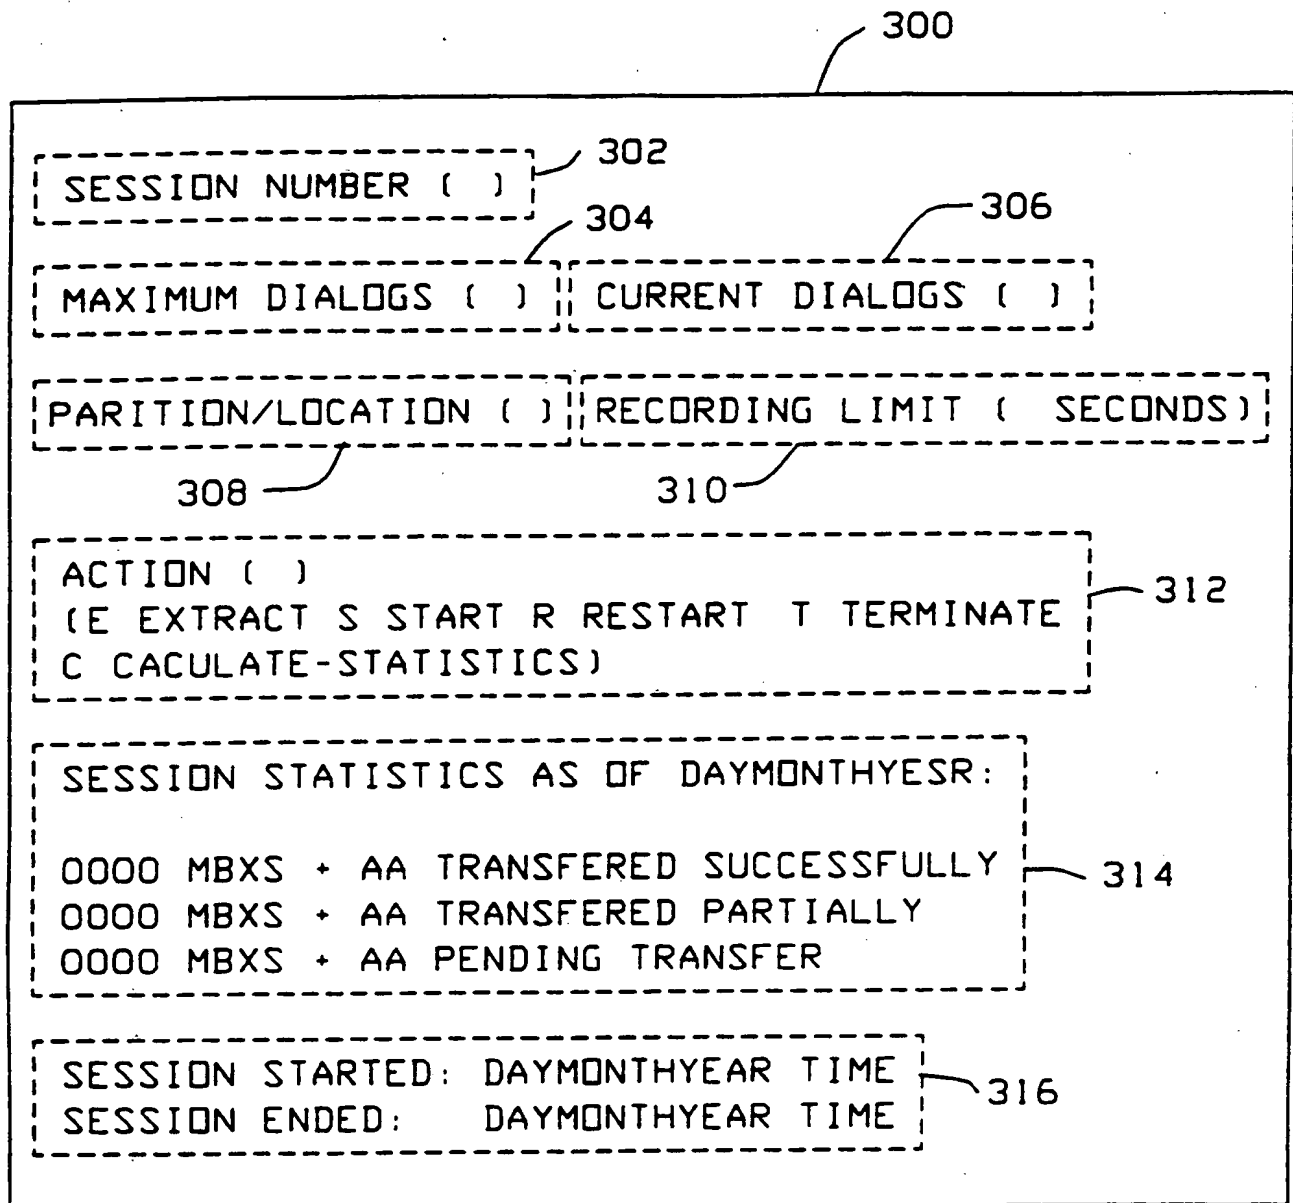 300
SESSION NUMBER ( ) 302
304 306
MAXIMUM DIALOGS ( ) CURRENT DIALOGS ( )
PARITION/LOCATION ( ) RECORDING LIMIT ( SECONDS)
308 310
ACTION ( )
(E EXTRACT S START R RESTART T TERMINATE
C CACULATE-STATISTICS)
312
SESSION STATISTICS AS OF DAYMONTHYESR:
0000 MBXS + AA TRANSFERED SUCCESSFULLY
0000 MBXS + AA TRANSFERED PARTIALLY
0000 MBXS + AA PENDING TRANSFER
314
SESSION STARTED: DAYMONTHYEAR TIME
SESSION ENDED: DAYMONTHYEAR TIME
316